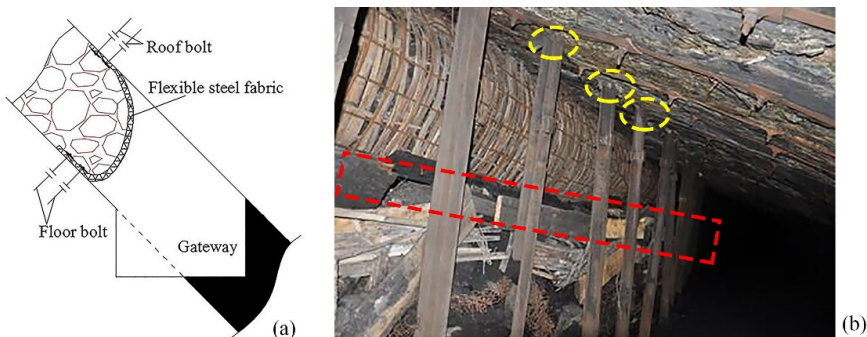 Roof bolt
Flexible steel fabric
Floor bolt
Gateway
(a)
(b)